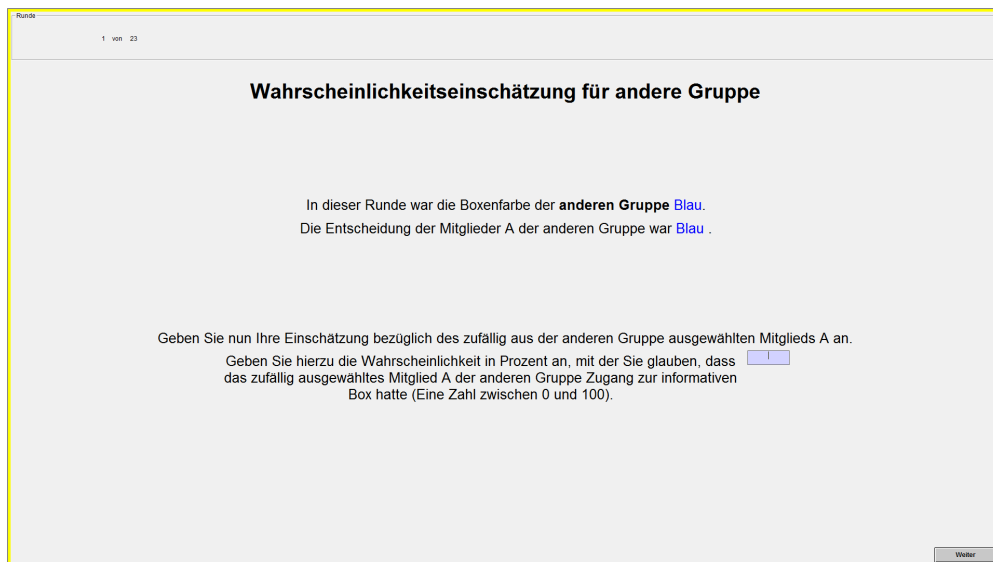 Runde
1 von 23
Wahrscheinlichkeitseinschätzung für andere Gruppe
In dieser Runde war die Boxenfarbe der anderen Gruppe Blau.
Die Entscheidung der Mitglieder A der anderen Gruppe war Blau .
Geben Sie nun Ihre Einschätzung bezüglich des zufällig aus der anderen Gruppe ausgewählten Mitglieds A an.
Geben Sie hierzu die Wahrscheinlichkeit in Prozent an, mit der Sie glauben, dass
das zufällig ausgewähltes Mitglied A der anderen Gruppe Zugang zur informativen
Box hatte (Eine Zahl zwischen 0 und 100).
Weiter